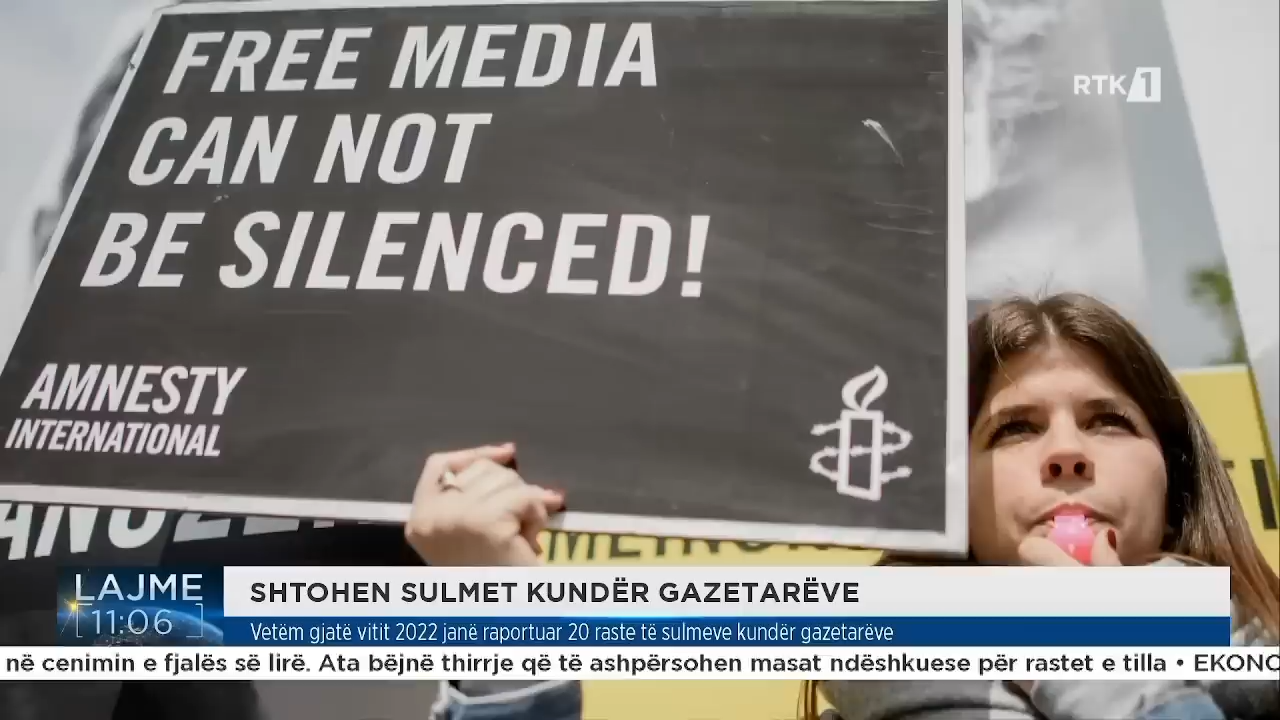 FREE MEDIA
CAN NOT
BE SILENCED!
RTK 1
AMNESTY
INTERNATIONAL
LAJME
11:06
SHTOHEN SULMET KUNDËR GAZETARËVE
Vetëm gjatë vitit 2022 janë raportuar 20 raste të sulmeve kundër gazetarëve
në cenimin e fjalës së lirë. Ata bëjnë thirrje që të ashpërsohen masat ndëshkuese për rastet e tilla • EKONO